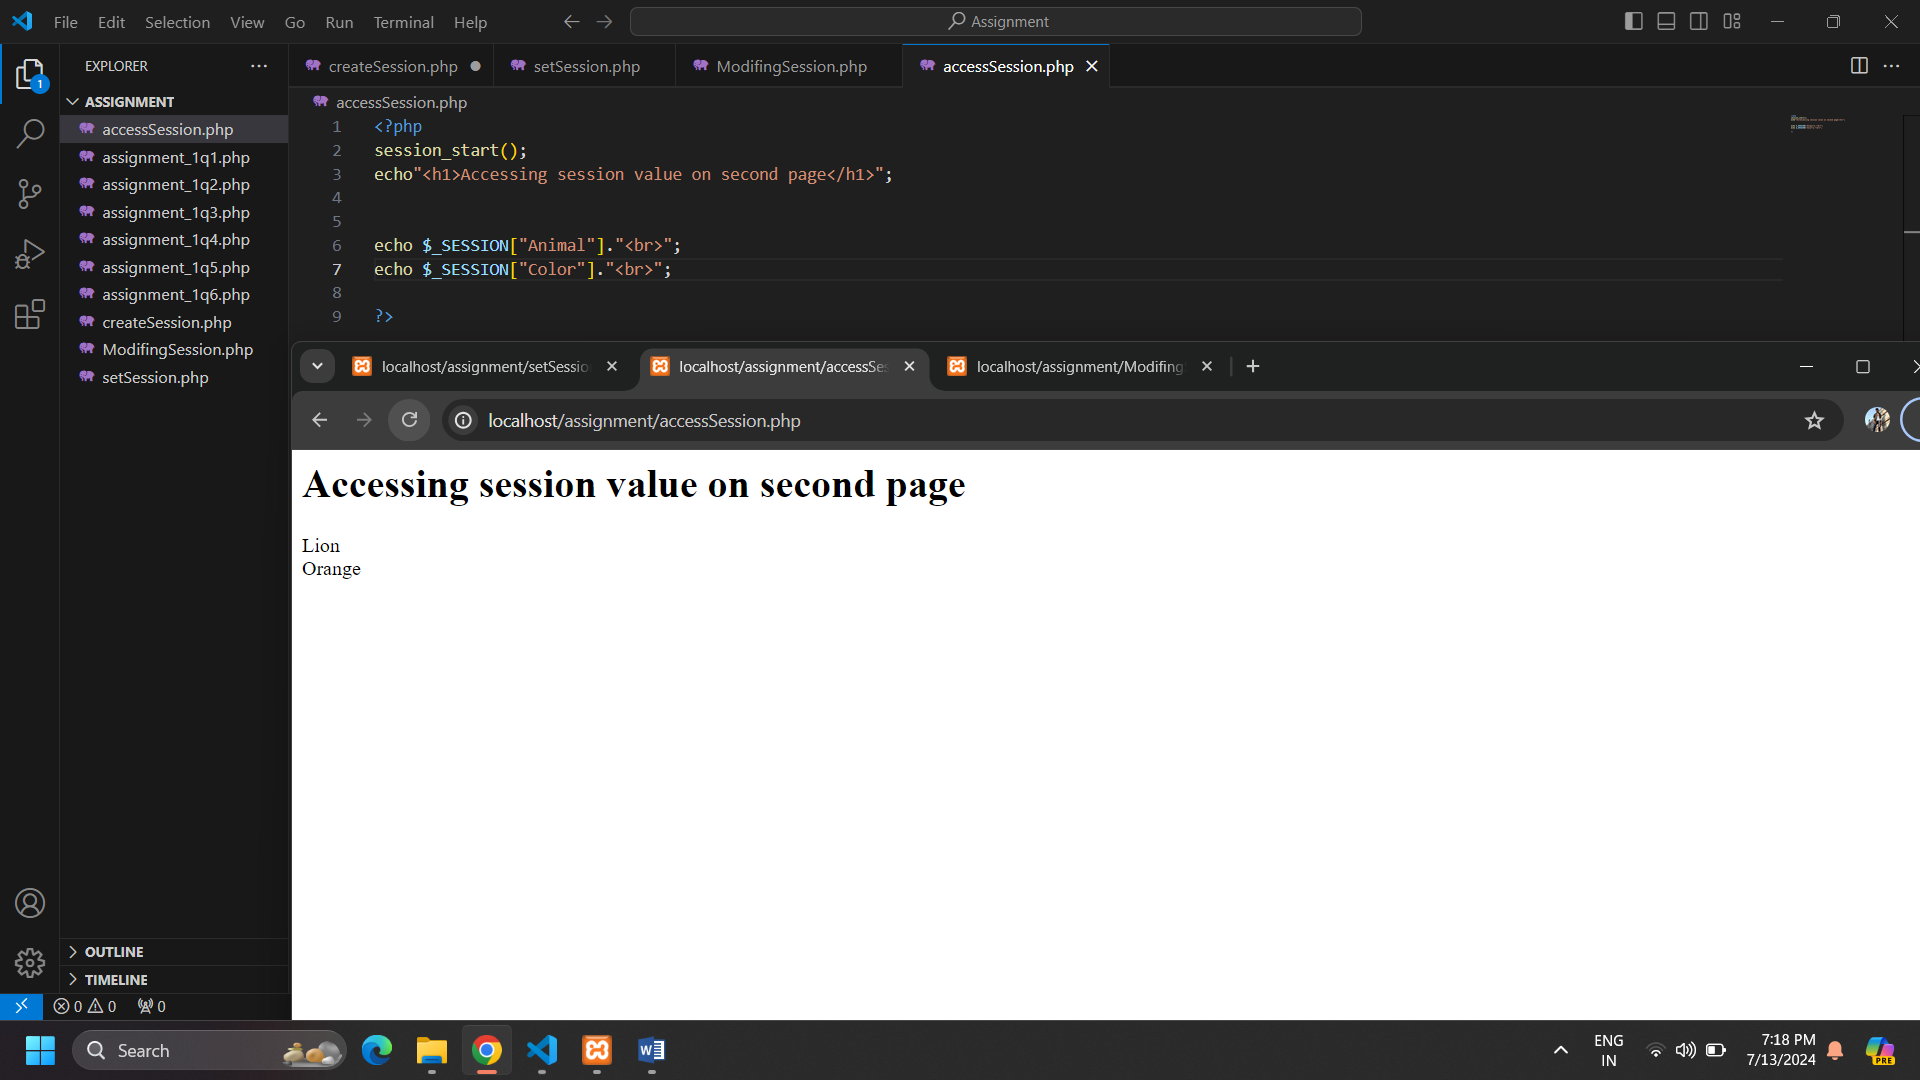 File Edit Selection View Go Run Terminal Help
Assignment
EXPLORER
ASSIGNMENT
accessSession.php
assignment_1q1.php
assignment_1q2.php
assignment_1q3.php
assignment_1q4.php
assignment_1q5.php
assignment_1q6.php
createSession.php
ModifingSession.php
setSession.php
OUTLINE
TIMELINE
1
createSession.php setSession.php ModifingSession.php accessSession.php
accessSession.php
1 <?php
2 session_start();
3 echo"<h1>Accessing session value on second page</h1>";
4
5
6 echo $_SESSION["Animal"]."<br>";
7 echo $_SESSION["Color"]."<br>";
8
9 ?>
localhost/assignment/setSessio localhost/assignment/accessSes localhost/assignment/Modifing
localhost/assignment/accessSession.php
Accessing session value on second page
Lion
Orange
0 0 0
Search
ENG
IN
7:18 PM
7/13/2024
PRE